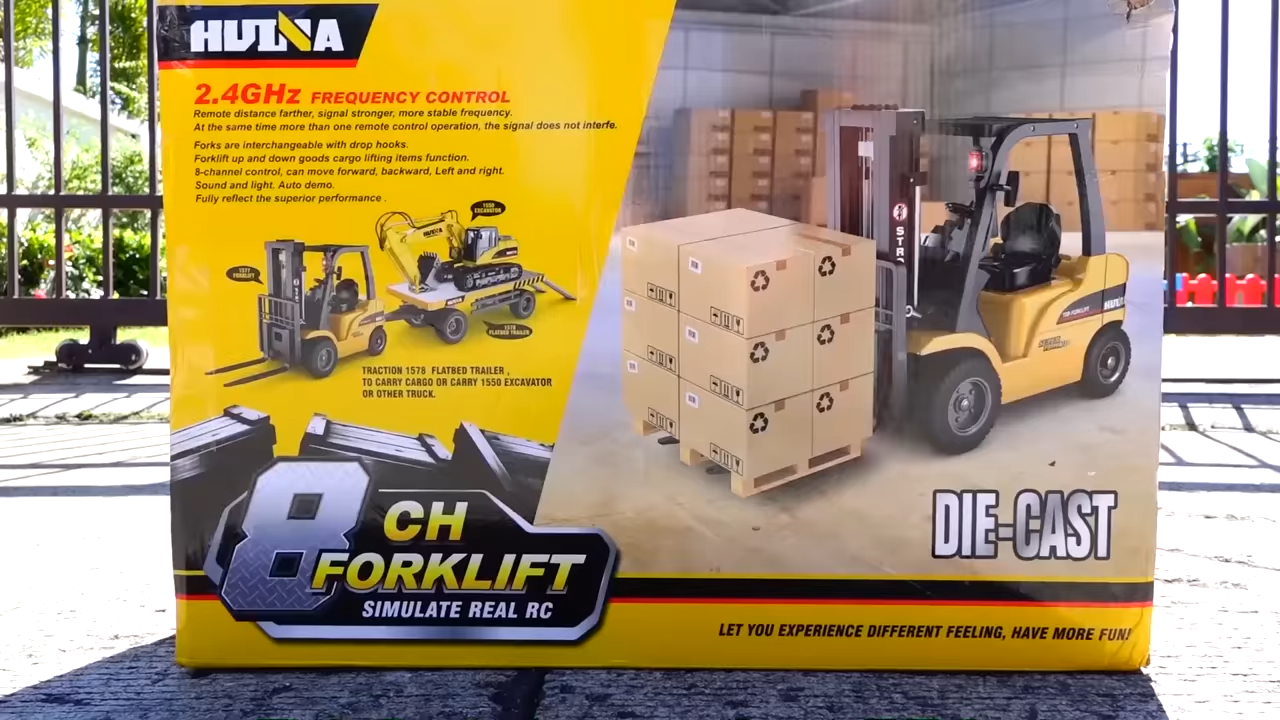 HUINA
2.4GHz FREQUENCY CONTROL
Remote distance farther, signal stronger, more stable frequency.
At the same time more than one remote control operation, the signal does not interfe.
Forks are interchangeable with drop hooks.
Forklift up and down goods cargo lifting items function.
8-channel control, can move forward, backward, Left and right.
Sound and light. Auto demo.
Fully reflect the superior performance .
1550
EXCAVATOR
HUINA
1577
FORKLIFT
1578
FLATBED TRAILER
TRACTION 1578 FLATBED TRAILER ,
TO CARRY CARGO OR CARRY 1550 EXCAVATOR
OR OTHER TRUCK.
STR
HUI
TOP-FORKLIFT
DIE-CAST
8 CH
FORKLIFT
SIMULATE REAL RC
LET YOU EXPERIENCE DIFFERENT FEELING, HAVE MORE FUN!